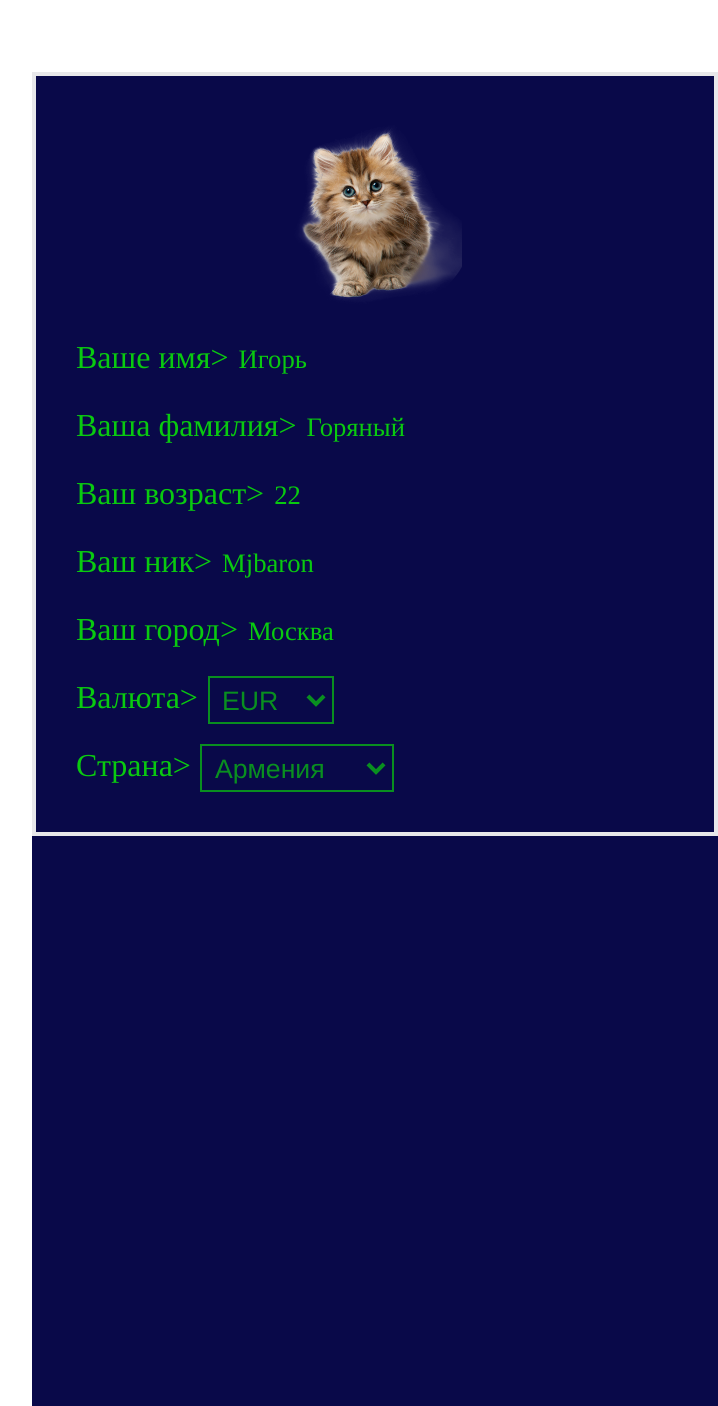 Ваше имя> Игорь
Ваша фамилия> Горяный
Ваш возраст> 22
Ваш ник> Mjbaron
Ваш город> Москва
Валюта> EUR
Страна> Армения